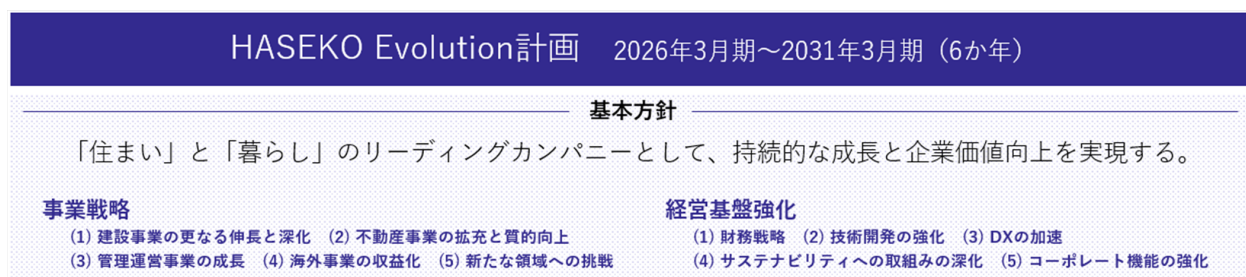 HASEKO Evolution計画 2026年3月期～2031年3月期（6か年）
基本方針
「住まい」と「暮らし」のリーディングカンパニーとして、持続的な成長と企業価値向上を実現する。
事業戦略
(1) 建設事業の更なる伸長と深化 (2) 不動産事業の拡充と質的向上
(3) 管理運営事業の成長 (4) 海外事業の収益化 (5) 新たな領域への挑戦
経営基盤強化
(1) 財務戦略 (2) 技術開発の強化 (3) DXの加速
(4) サステナビリティへの取組みの深化 (5) コーポレート機能の強化